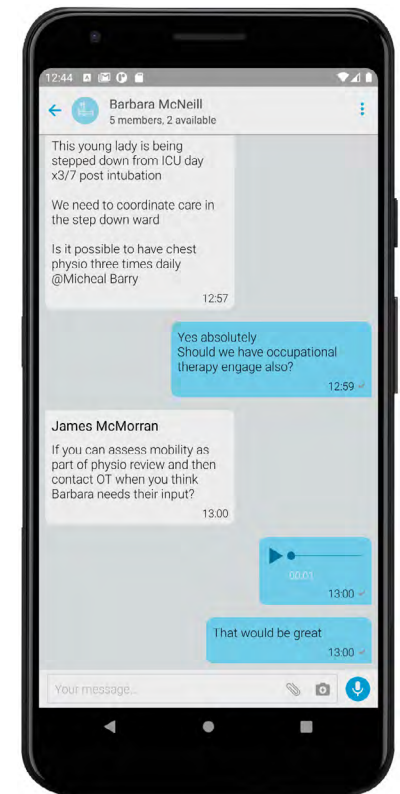 12:44
Barbara McNeill
5 members, 2 available
This young lady is being
stepped down from ICU day
x3/7 post intubation
We need to coordinate care in
the step down ward
Is it possible to have chest
physio three times daily
@Micheal Barry
12:57
Yes absolutely
Should we have occupational
therapy engage also?
12:59
James McMorran
If you can assess mobility as
part of physio review and then
contact OT when you think
Barbara needs their input?
13:00
00:01
13:00
That would be great
13:00
Your message...